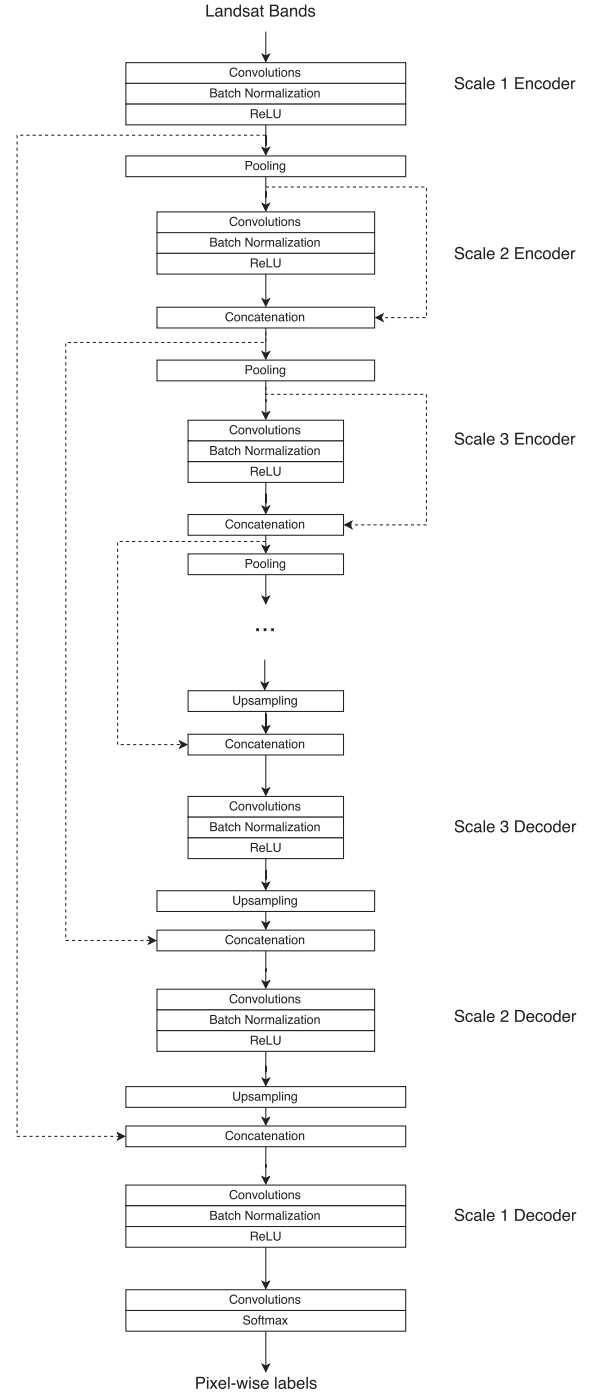 Landsat Bands
Convolutions
Scale 1 Encoder
Batch Normalization
ReLU
Pooling
Convolutions
Batch Normalization
Scale 2 Encoder
ReLU
Concatenation
Pooling
Convolutions
Scale 3 Encoder
Batch Normalization
ReLU
Concatenation
Pooling
...
Upsampling
Concatenation
Convolutions
Batch Normalization
Scale 3 Decoder
ReLU
Upsampling
Concatenation
Convolutions
Batch Normalization
Scale 2 Decoder
ReLU
Upsampling
Concatenation
Convolutions
Batch Normalization
Scale 1 Decoder
ReLU
Convolutions
Softmax
Pixel-wise labels